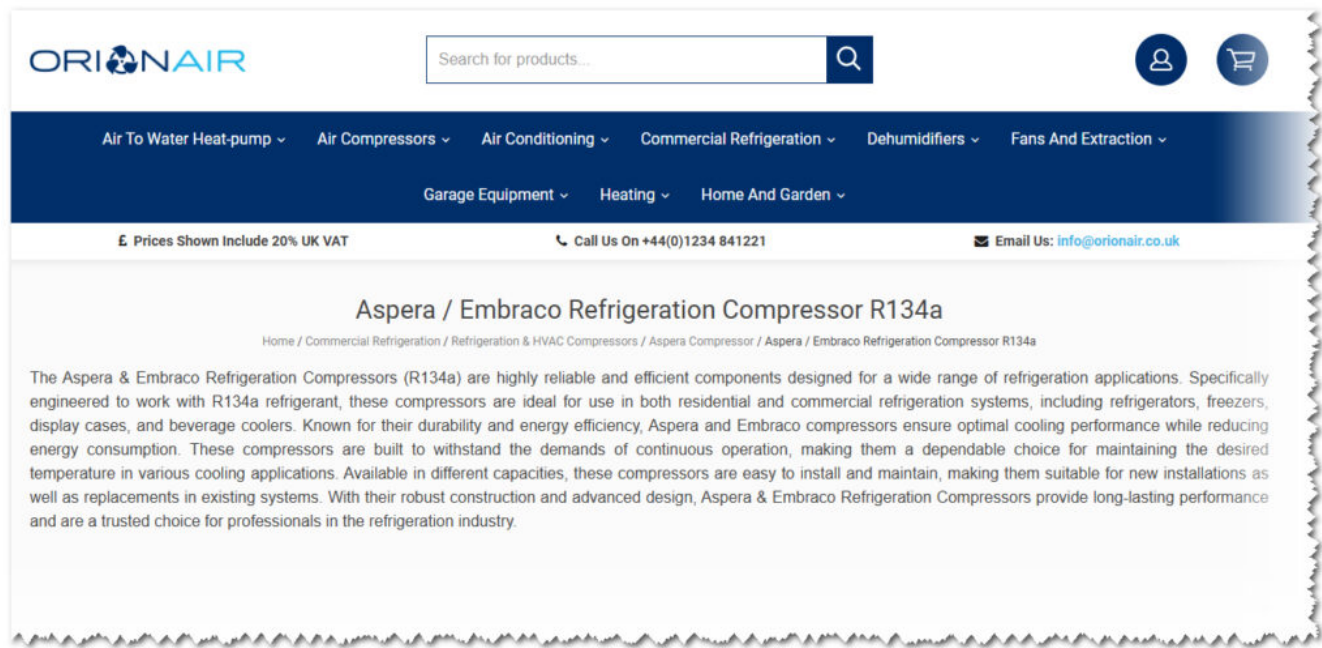 ORIONAIR
Search for products...
Air To Water Heat-pump Air Compressors Air Conditioning Commercial Refrigeration Dehumidifiers Fans And Extraction
Garage Equipment Heating Home And Garden
£ Prices Shown Include 20% UK VAT Call Us On +44(0)1234 841221 Email Us: info@orionair.co.uk
Aspera / Embraco Refrigeration Compressor R134a
Home / Commercial Refrigeration / Refrigeration & HVAC Compressors / Aspera Compressor / Aspera / Embraco Refrigeration Compressor R134a
The Aspera & Embraco Refrigeration Compressors (R134a) are highly reliable and efficient components designed for a wide range of refrigeration applications. Specifically
engineered to work with R134a refrigerant, these compressors are ideal for use in both residential and commercial refrigeration systems, including refrigerators, freezers,
display cases, and beverage coolers. Known for their durability and energy efficiency, Aspera and Embraco compressors ensure optimal cooling performance while reducing
energy consumption. These compressors are built to withstand the demands of continuous operation, making them a dependable choice for maintaining the desired
temperature in various cooling applications. Available in different capacities, these compressors are easy to install and maintain, making them suitable for new installations as
well as replacements in existing systems. With their robust construction and advanced design, Aspera & Embraco Refrigeration Compressors provide long-lasting performance
and are a trusted choice for professionals in the refrigeration industry.